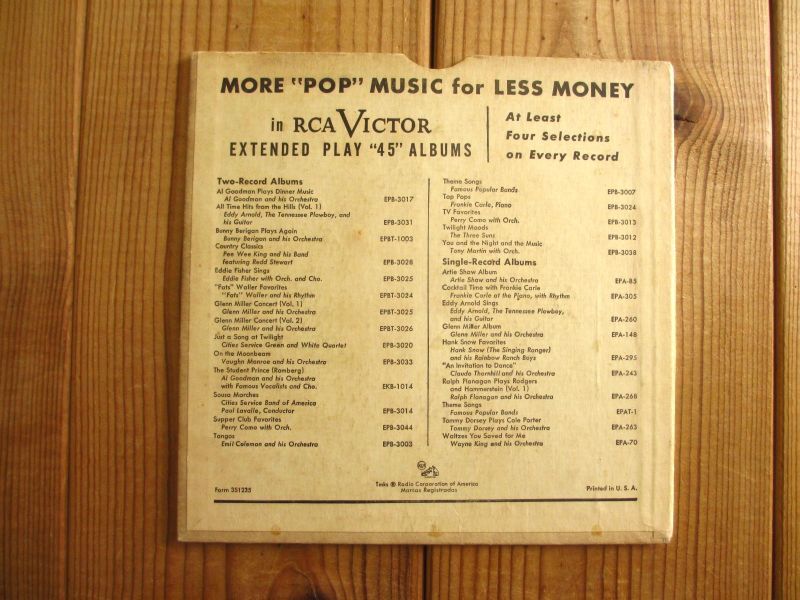 MORE "POP" MUSIC for LESS MONEY
in RCA VICTOR
EXTENDED PLAY "45" ALBUMS
At Least
Four Selections
on Every Record
Two-Record Albums
Al Goodman Plays Dinner Music
Al Goodman and his Orchestra EPB-3017
All Time Hits from the Hills (Vol. 1)
Eddy Arnold, The Tennessee Plowboy, and
his Guitar EPB-3031
Bunny Berigan Plays Again
Bunny Berigan and his Orchestra EPBT-1003
Country Classics
Pee Wee King and his Band
featuring Redd Stewart EPB-3028
Eddie Fisher Sings
Eddie Fisher with Orch. and Cho. EPB-3025
"Fats" Waller Favorites
"Fats" Waller and his Rhythm EPBT-3024
Glenn Miller Concert (Vol. 1)
Glenn Miller and his Orchestra EPBT-3025
Glenn Miller Concert (Vol. 2)
Glenn Miller and his Orchestra EPBT-3026
Just a Song at Twilight
Cities Service Green and White Quartet EPB-3020
On the Moonbeam
Vaughn Monroe and his Orchestra EPB-3033
The Student Prince (Romberg)
Al Goodman and his Orchestra
with Famous Vocalists and Cho. EKB-1014
Sousa Marches
Cities Service Band of America
Paul Lavalle, Conductor EPB-3014
Supper Club Favorites
Perry Como with Orch. EPB-3044
Tangos
Emil Coleman and his Orchestra EPB-3003
Theme Songs
Famous Popular Bands EPB-3007
Top Pops
Frankie Carle, Piano EPB-3024
TV Favorites
Perry Como with Orch. EPB-3013
Twilight Moods
The Three Suns EPB-3012
You and the Night and the Music
Tony Martin with Orch. EPB-3038
Single-Record Albums
Artie Shaw Album
Artie Shaw and his Orchestra EPA-85
Cocktail Time with Frankie Carle
Frankie Carle at the Piano, with Rhythm EPA-305
Eddy Arnold Sings
Eddy Arnold, The Tennessee Plowboy,
and his Guitar EPA-260
Glenn Miller Album
Glenn Miller and his Orchestra EPA-148
Hank Snow Favorites
Hank Snow (The Singing Ranger)
and his Rainbow Ranch Boys EPA-295
"An Invitation to Dance"
Claude Thornhill and his Orchestra EPA-243
Ralph Flanagan Plays Rodgers
and Hammerstein (Vol. 1)
Ralph Flanagan and his Orchestra EPA-268
Theme Songs
Famous Popular Bands EPAT-1
Tommy Dorsey Plays Cole Porter
Tommy Dorsey and his Orchestra EPA-263
Waltzes You Saved for Me
Wayne King and his Orchestra EPA-70
Form 351225
Tmks ® Radio Corporation of America
Marcas Registradas
Printed in U. S. A.